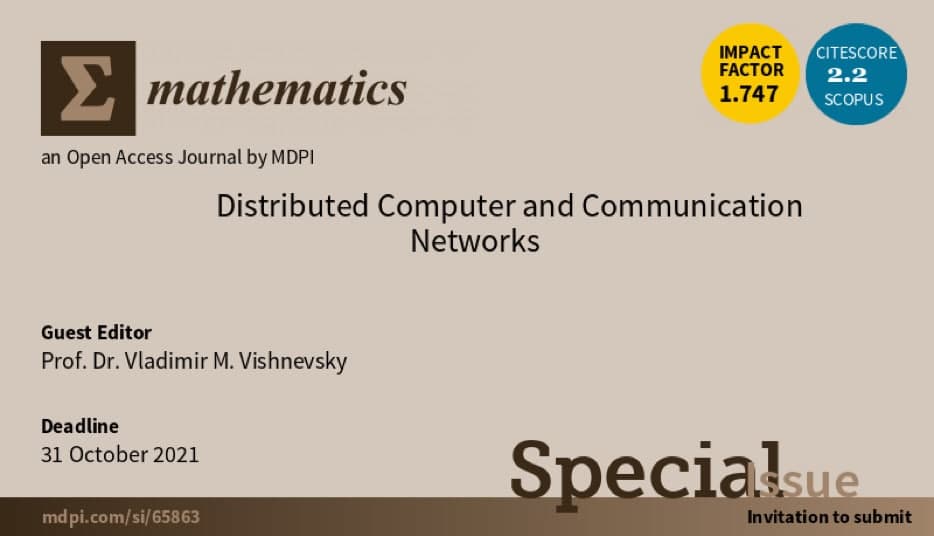 Σ mathematics
IMPACT
FACTOR
1.747
CITESCORE
2.2
SCOPUS
an Open Access Journal by MDPI
Distributed Computer and Communication
Networks
Guest Editor
Prof. Dr. Vladimir M. Vishnevsky
Deadline
31 October 2021
Special
Issue
mdpi.com/si/65863
Invitation to submit